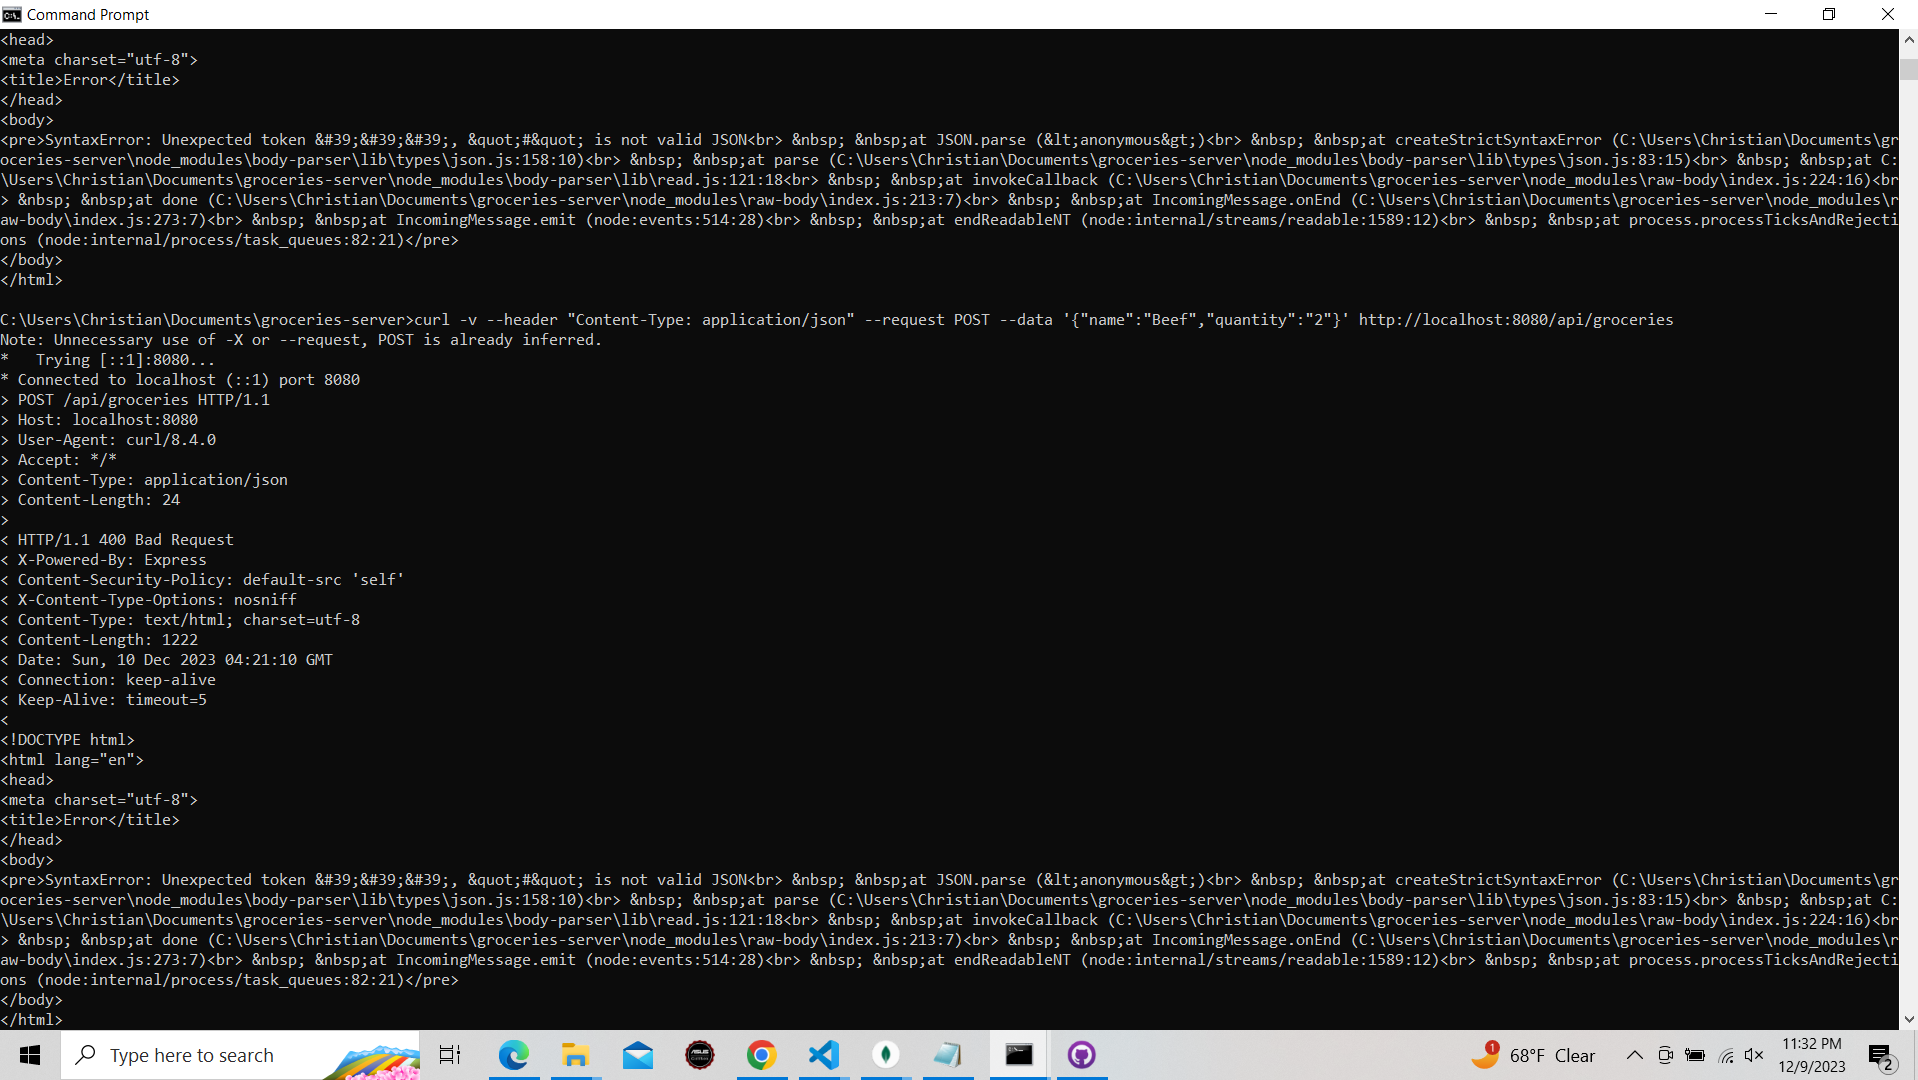 Command Prompt
<head>
<meta charset="utf-8">
<title>Error</title>
</head>
<body>
<pre>SyntaxError: Unexpected token &#39;&#39;&#39;, &quot;#&quot; is not valid JSON<br> &nbsp; &nbsp;at JSON.parse (&lt;anonymous&gt;)<br> &nbsp; &nbsp;at createStrictSyntaxError (C:\Users\Christian\Documents\gr
oceries-server\node_modules\body-parser\lib\types\json.js:158:10)<br> &nbsp; &nbsp;at parse (C:\Users\Christian\Documents\groceries-server\node_modules\body-parser\lib\types\json.js:83:15)<br> &nbsp; &nbsp;at C:
\Users\Christian\Documents\groceries-server\node_modules\body-parser\lib\read.js:121:18<br> &nbsp; &nbsp;at invokeCallback (C:\Users\Christian\Documents\groceries-server\node_modules\raw-body\index.js:224:16)<br
> &nbsp; &nbsp;at done (C:\Users\Christian\Documents\groceries-server\node_modules\raw-body\index.js:213:7)<br> &nbsp; &nbsp;at IncomingMessage.onEnd (C:\Users\Christian\Documents\groceries-server\node_modules\r
aw-body\index.js:273:7)<br> &nbsp; &nbsp;at IncomingMessage.emit (node:events:514:28)<br> &nbsp; &nbsp;at endReadableNT (node:internal/streams/readable:1589:12)<br> &nbsp; &nbsp;at process.processTicksAndRejecti
ons (node:internal/process/task_queues:82:21)</pre>
</body>
</html>
C:\Users\Christian\Documents\groceries-server>curl -v --header "Content-Type: application/json" --request POST --data '{"name":"Beef","quantity":"2"}' http://localhost:8080/api/groceries
Note: Unnecessary use of -X or --request, POST is already inferred.
*   Trying [::1]:8080...
* Connected to localhost (::1) port 8080
> POST /api/groceries HTTP/1.1
> Host: localhost:8080
> User-Agent: curl/8.4.0
> Accept: */*
> Content-Type: application/json
> Content-Length: 24
>
< HTTP/1.1 400 Bad Request
< X-Powered-By: Express
< Content-Security-Policy: default-src 'self'
< X-Content-Type-Options: nosniff
< Content-Type: text/html; charset=utf-8
< Content-Length: 1222
< Date: Sun, 10 Dec 2023 04:21:10 GMT
< Connection: keep-alive
< Keep-Alive: timeout=5
<
<!DOCTYPE html>
<html lang="en">
<head>
<meta charset="utf-8">
<title>Error</title>
</head>
<body>
<pre>SyntaxError: Unexpected token &#39;&#39;&#39;, &quot;#&quot; is not valid JSON<br> &nbsp; &nbsp;at JSON.parse (&lt;anonymous&gt;)<br> &nbsp; &nbsp;at createStrictSyntaxError (C:\Users\Christian\Documents\gr
oceries-server\node_modules\body-parser\lib\types\json.js:158:10)<br> &nbsp; &nbsp;at parse (C:\Users\Christian\Documents\groceries-server\node_modules\body-parser\lib\types\json.js:83:15)<br> &nbsp; &nbsp;at C:
\Users\Christian\Documents\groceries-server\node_modules\body-parser\lib\read.js:121:18<br> &nbsp; &nbsp;at invokeCallback (C:\Users\Christian\Documents\groceries-server\node_modules\raw-body\index.js:224:16)<br
> &nbsp; &nbsp;at done (C:\Users\Christian\Documents\groceries-server\node_modules\raw-body\index.js:213:7)<br> &nbsp; &nbsp;at IncomingMessage.onEnd (C:\Users\Christian\Documents\groceries-server\node_modules\r
aw-body\index.js:273:7)<br> &nbsp; &nbsp;at IncomingMessage.emit (node:events:514:28)<br> &nbsp; &nbsp;at endReadableNT (node:internal/streams/readable:1589:12)<br> &nbsp; &nbsp;at process.processTicksAndRejecti
ons (node:internal/process/task_queues:82:21)</pre>
</body>
</html>
Type here to search
1
68°F Clear
11:32 PM
12/9/2023
2